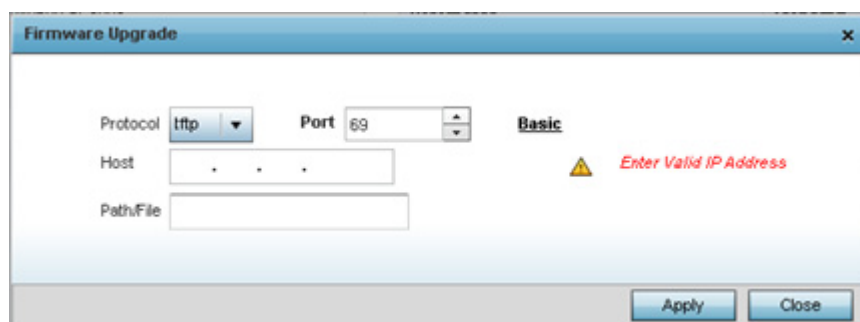 Firmware Upgrade
Protocol tftp Port 69 Basic
Host . . . Enter Valid IP Address
Path/File
Apply Close